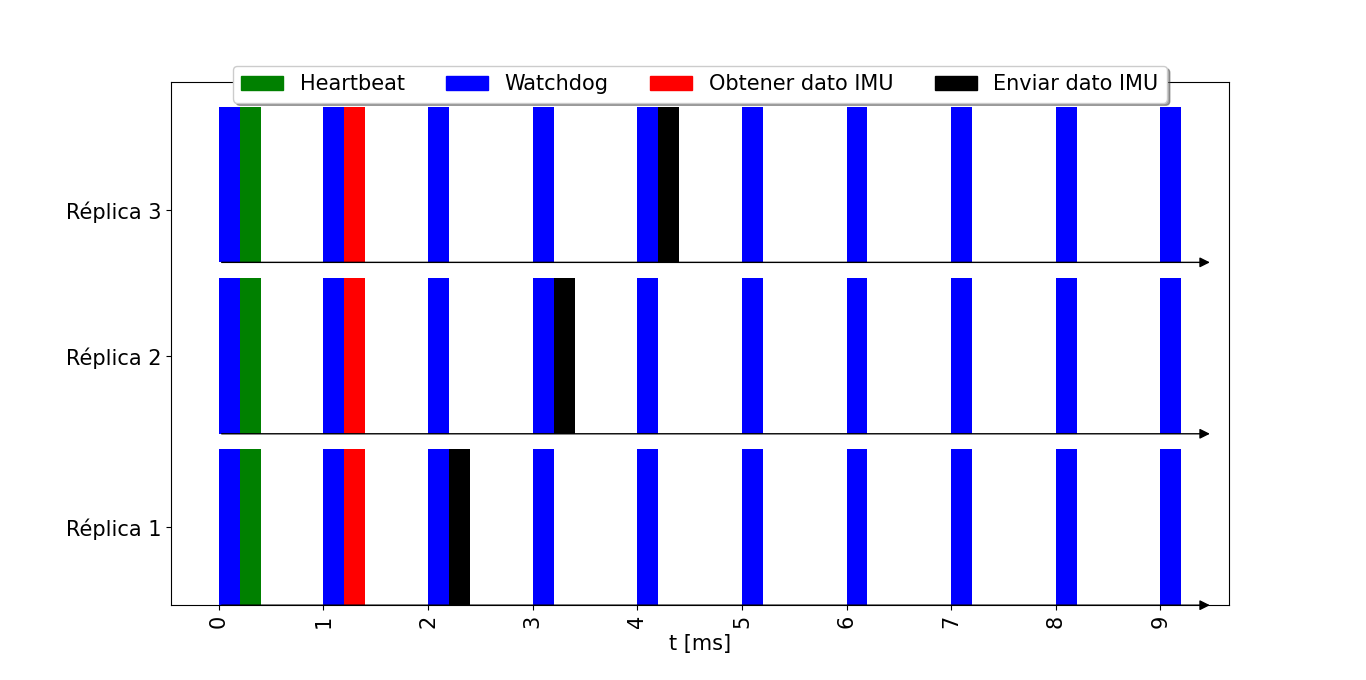 Heartbeat Watchdog Obtener dato IMU Enviar dato IMU
Réplica 3
Réplica 2
Réplica 1
0 1 2 3 4 5 6 7 8 9
t [ms]